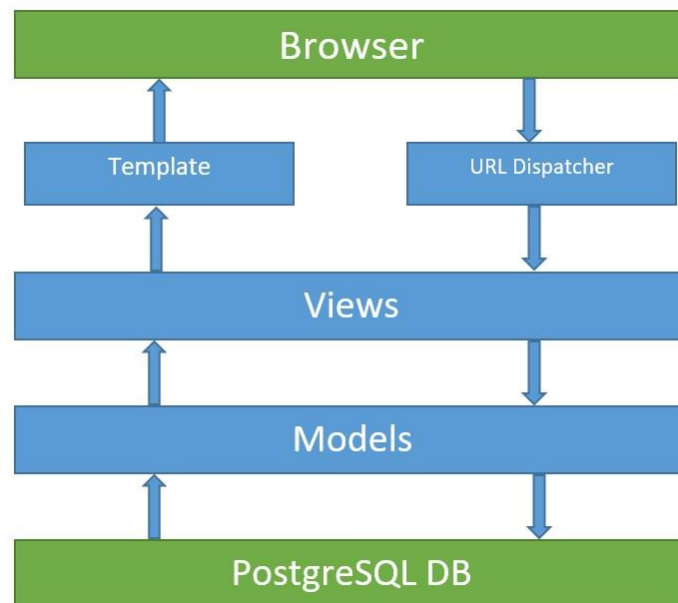 Browser
Template
URL Dispatcher
Views
Models
PostgreSQL DB